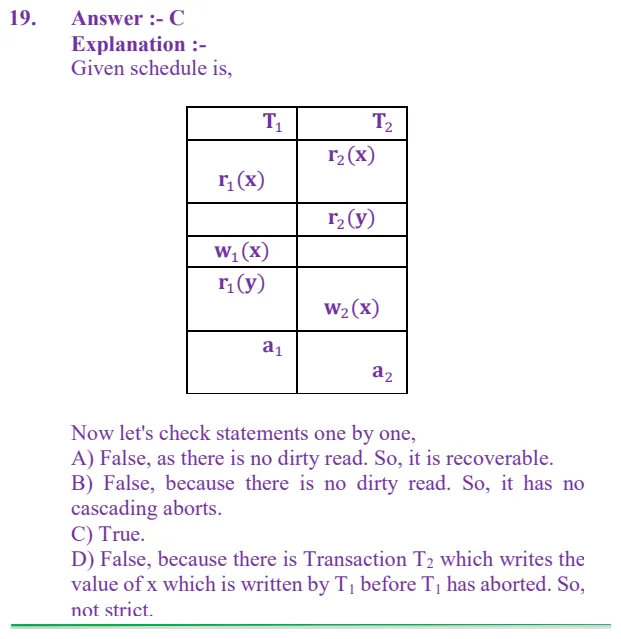 19. Answer :- C
Explanation :-
Given schedule is,
T₁ T₂
r₂(x)
r₁(x)
r₂(y)
w₁(x)
r₁(y)
w₂(x)
a₁
a₂
Now let's check statements one by one,
A) False, as there is no dirty read. So, it is recoverable.
B) False, because there is no dirty read. So, it has no
cascading aborts.
C) True.
D) False, because there is Transaction T₂ which writes the
value of x which is written by T₁ before T₁ has aborted. So,
not strict.